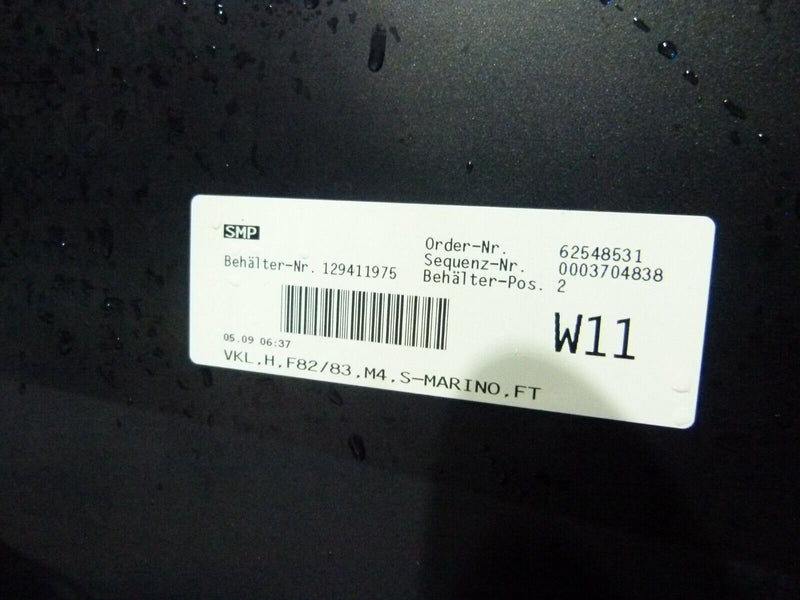 SMP
Behälter-Nr. 129411975
Order-Nr. 62548531
Sequenz-Nr. 0003704838
Behälter-Pos. 2
W11
05.09 06:37
VKL.H.F82/83.M4.S-MARINO.FT